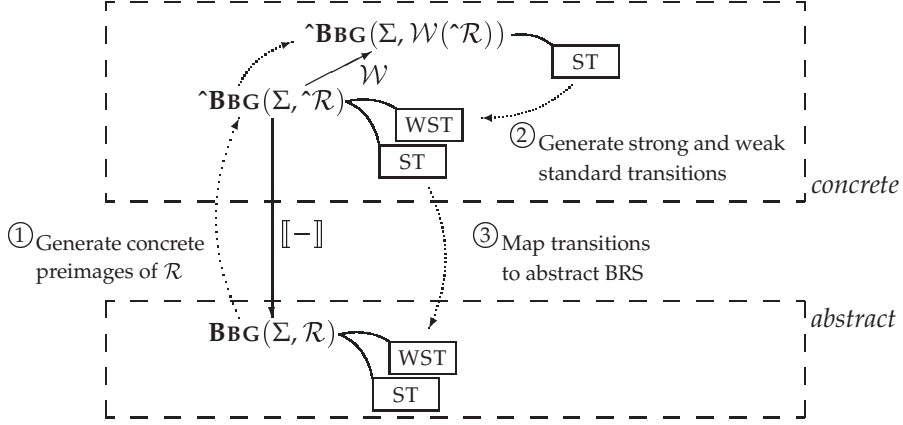 ˆBBG(Σ, 𝒲(ˆℛ))
ST
𝒲
ˆBBG(Σ, ˆℛ)
WST
ST
② Generate strong and weak
standard transitions
concrete
① Generate concrete
preimages of ℛ
⟦−⟧
③ Map transitions
to abstract BRS
abstract
BBG(Σ, ℛ)
WST
ST